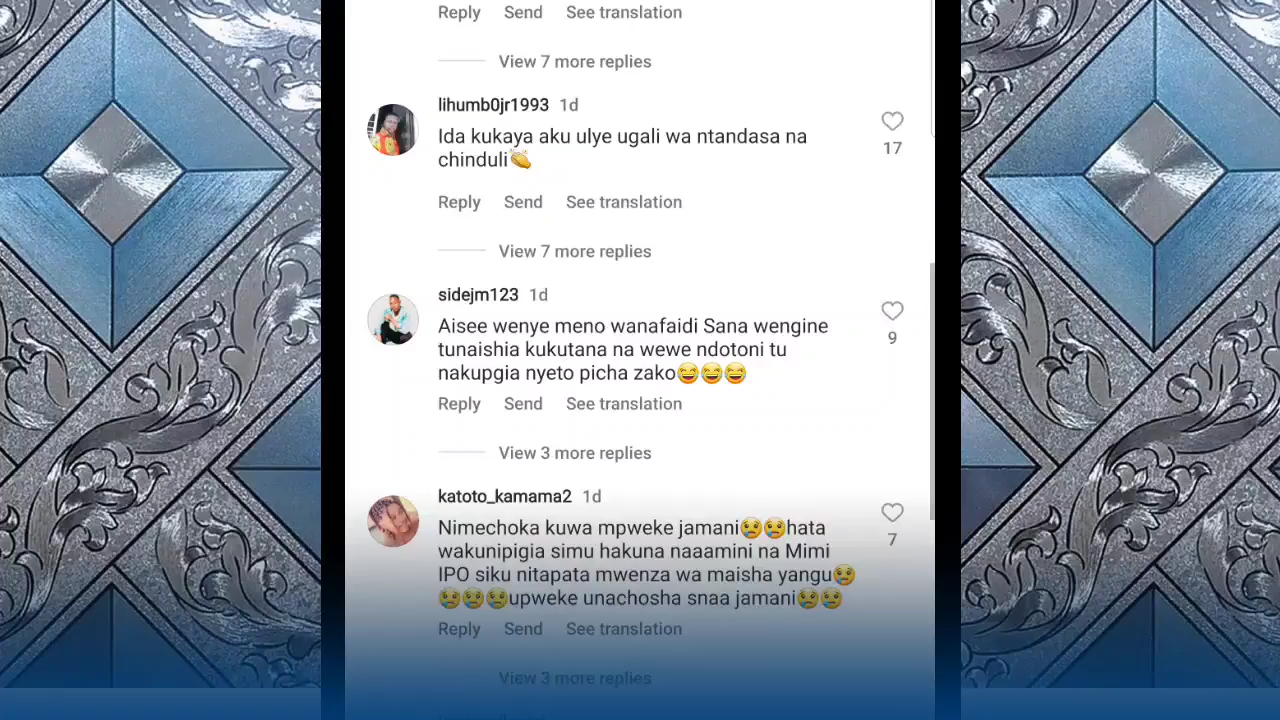 Reply Send See translation
View 7 more replies
lihumb0jr1993 1d
Ida kukaya aku ulye ugali wa ntandasa na
chinduli👏
17
Reply Send See translation
View 7 more replies
sidejm123 1d
Aisee wenye meno wanafaidi Sana wengine
tunaishia kukutana na wewe ndotoni tu
nakupgia nyeto picha zako😄😄😄
9
Reply Send See translation
View 3 more replies
katoto_kamama2 1d
Nimechoka kuwa mpweke jamani😢😢hata
wakunipigia simu hakuna naaamini na Mimi
IPO siku nitapata mwenza wa maisha yangu😢
😢😢😢upweke unachosha snaa jamani😢😢
7
Reply Send See translation
View 3 more replies